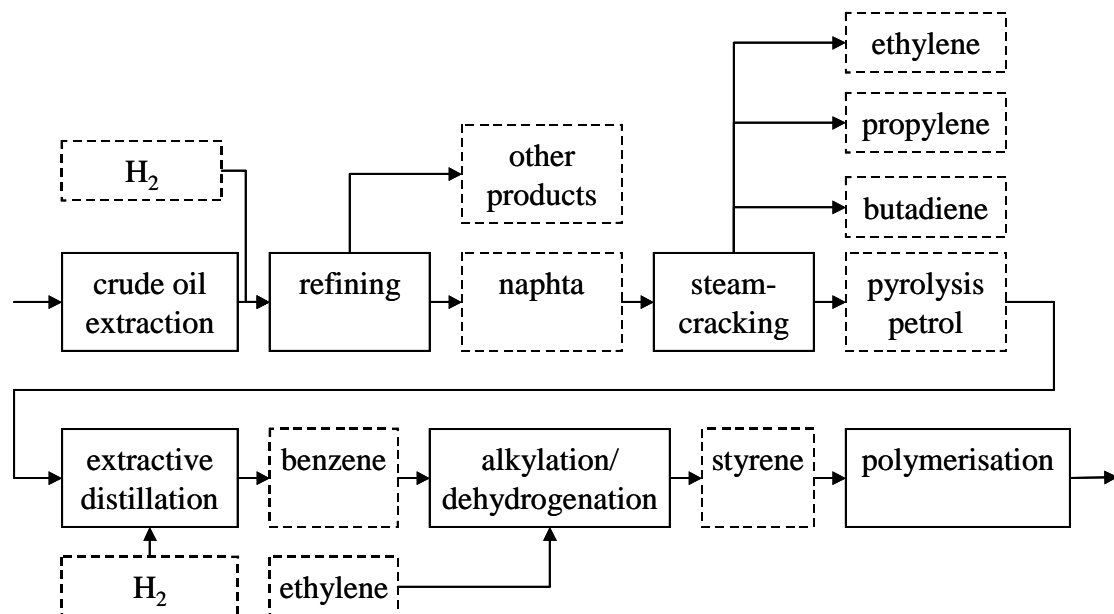 ethylene
propylene
H₂
other
products
butadiene
crude oil
extraction
refining
naphta
steam-
cracking
pyrolysis
petrol
extractive
distillation
benzene
alkylation/
dehydrogenation
styrene
polymerisation
H₂
ethylene